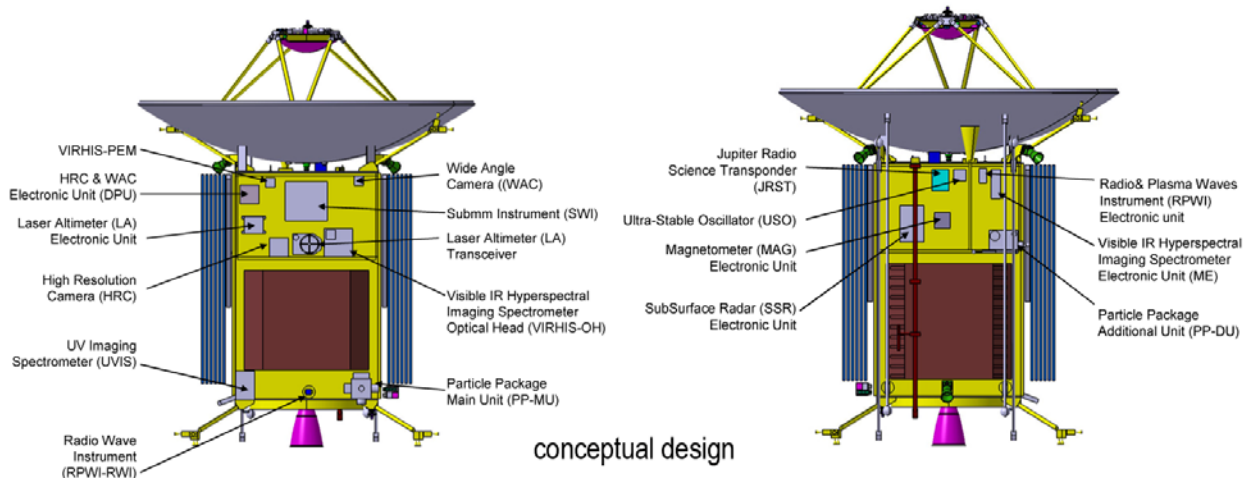 VIRHIS-PEM
HRC & WAC
Electronic Unit (DPU)
Laser Altimeter (LA)
Electronic Unit
High Resolution
Camera (HRC)
UV Imaging
Spectrometer (UVIS)
Radio Wave
Instrument
(RPWI-RWI)
Wide Angle
Camera ((WAC)
Submm Instrument (SWI)
Laser Altimeter (LA)
Transceiver
Visible IR Hyperspectral
Imaging Spectrometer
Optical Head (VIRHIS-OH)
Particle Package
Main Unit (PP-MU)
conceptual design
Jupiter Radio
Science Transponder
(JRST)
Ultra-Stable Oscillator (USO)
Magnetometer (MAG)
Electronic Unit
SubSurface Radar (SSR)
Electronic Unit
Radio& Plasma Waves
Instrument (RPWI)
Electronic unit
Visible IR Hyperspectral
Imaging Spectrometer
Electronic Unit (ME)
Particle Package
Additional Unit (PP-DU)